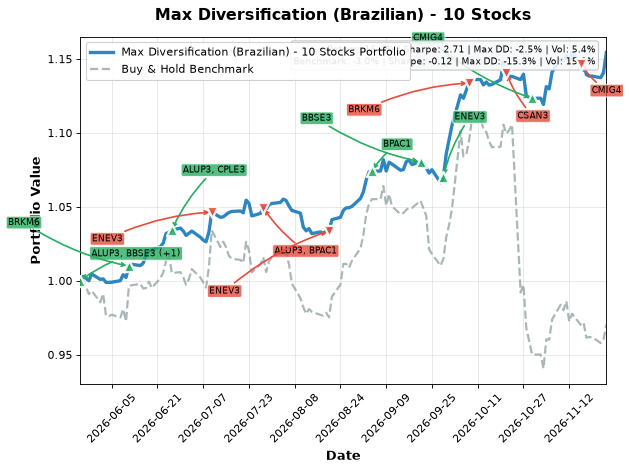 Max Diversification (Brazilian) - 10 Stocks
CMIG4
Max Diversification (Brazilian) - 10 Stocks Portfolio
Buy & Hold Benchmark
Sharpe: 2.71 | Max DD: -2.5% | Vol: 5.4%
Benchmark: -3.0% | Sharpe: -0.12 | Max DD: -15.3% | Vol:
CMIG4
BRKM6
BBSE3
ENEV3
CSAN3
BPAC1
ALUP3, CPLE3
BRKM6
ENEV3
ALUP3, BBSE3 (+1)
ALUP3, BPAC1
ENEV3
1.15
1.10
1.05
1.00
0.95
Portfolio Value
2026-06-05
2026-06-21
2026-07-07
2026-07-23
2026-08-08
2026-08-24
2026-09-09
2026-09-25
2026-10-11
2026-10-27
2026-11-12
Date